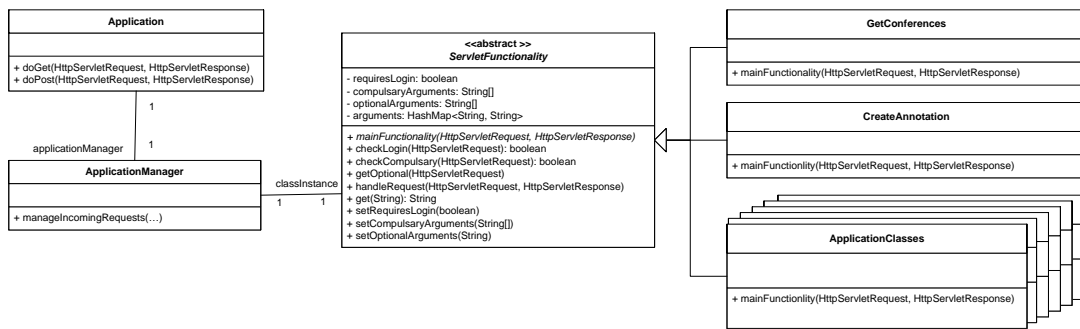 Application
+ doGet(HttpServletRequest, HttpServletResponse)
+ doPost(HttpServletRequest, HttpServletResponse)
1
applicationManager
1
ApplicationManager
+ manageIncomingRequests(…)
classInstance
1
1
<<abstract >>
ServletFunctionality
- requiresLogin: boolean
- compulsaryArguments: String[]
- optionalArguments: String[]
- arguments: HashMap<String, String>
+ mainFunctionality(HttpServletRequest, HttpServletResponse)
+ checkLogin(HttpServletRequest): boolean
+ checkCompulsary(HttpServletRequest): boolean
+ getOptional(HttpServletRequest)
+ handleRequest(HttpServletRequest, HttpServletResponse)
+ get(String): String
+ setRequiresLogin(boolean)
+ setCompulsaryArguments(String[])
+ setOptionalArguments(String)
GetConferences
+ mainFunctionality(HttpServletRequest, HttpServletResponse)
CreateAnnotation
+ mainFunctionlity(HttpServletRequest, HttpServletResponse)
ApplicationClasses
+ mainFunctionlity(HttpServletRequest, HttpServletResponse)